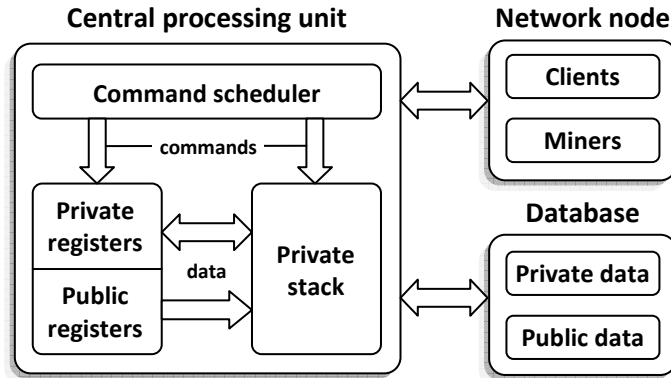 Central processing unit
Command scheduler
commands
Private
registers
data
Public
registers
Private
stack
Network node
Clients
Miners
Database
Private data
Public data